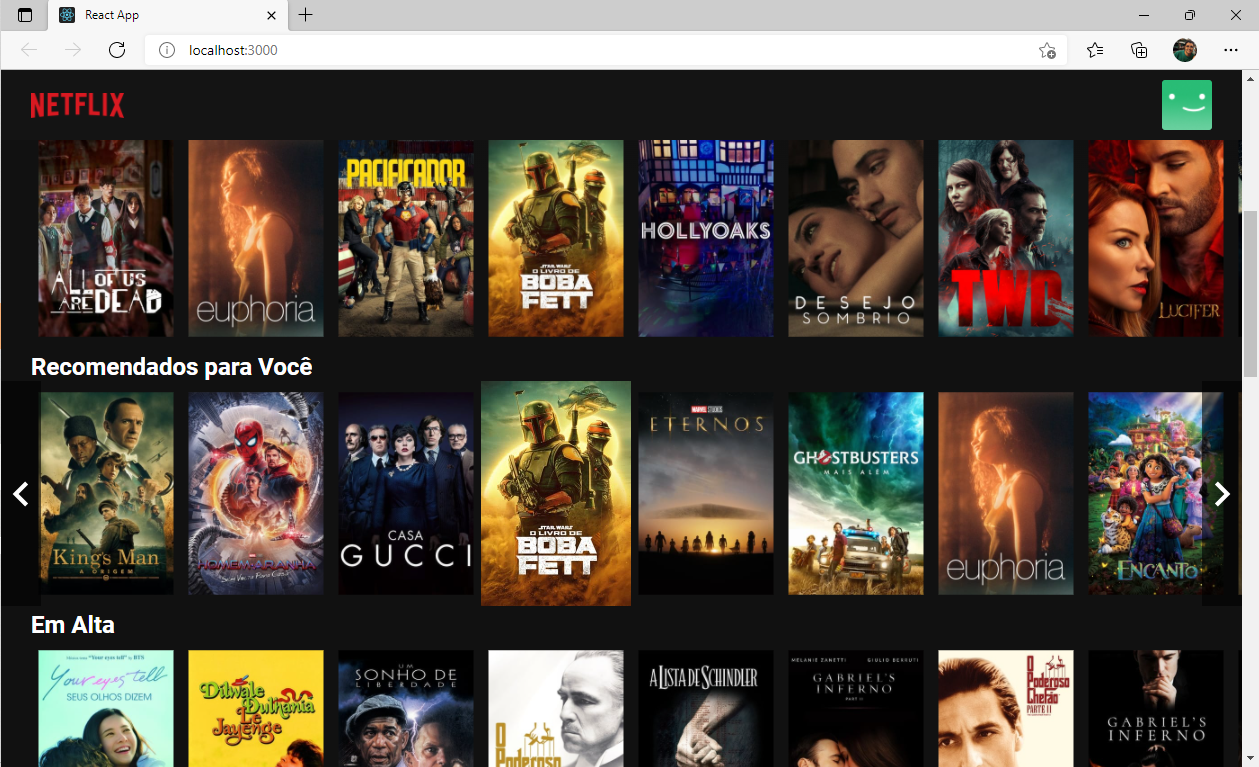 React App
localhost:3000
NETFLIX
ALL OF US
ARE DEAD
euphoria
PACIFICADOR
STAR WARS
O LIVRO DE
BOBA
FETT
HOLLYOAKS
DESEJO
SOMBRIO
TWD
LUCIFER
Recomendados para Você
King's Man
A ORIGEM
HOMEM-ARANHA
CASA
GUCCI
STAR WARS
O LIVRO DE
BOBA
FETT
MARVEL STUDIOS
ETERNOS
GHOSTBUSTERS
MAIS ALÉM
euphoria
ENCANTO
Em Alta
Your eyes tell
SEUS OLHOS DIZEM
Dilwale
Dulhania
Le
Jayenge
UM
SONHO DE
LIBERDADE
O
Poderoso
A LISTA DE SCHINDLER
MELANIE ZANETTI GIULIO BERRUTI
GABRIEL'S
INFERNO
PART II
O
Poderoso
Chefão
PARTE II
GABRIEL'S
INFERNO